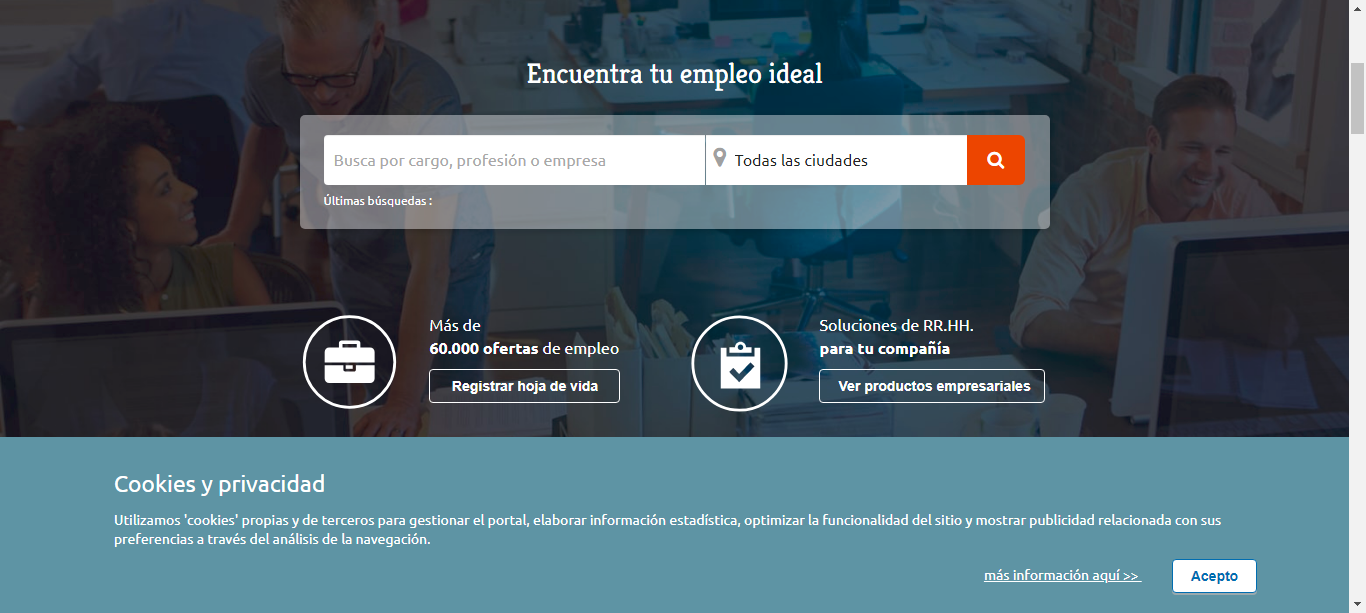 Encuentra tu empleo ideal
Busca por cargo, profesión o empresa
Todas las ciudades
Últimas búsquedas :
Más de
60.000 ofertas de empleo
Registrar hoja de vida
Soluciones de RR.HH.
para tu compañía
Ver productos empresariales
Cookies y privacidad
Utilizamos 'cookies' propias y de terceros para gestionar el portal, elaborar información estadística, optimizar la funcionalidad del sitio y mostrar publicidad relacionada con sus
preferencias a través del análisis de la navegación.
más información aquí >>
Acepto